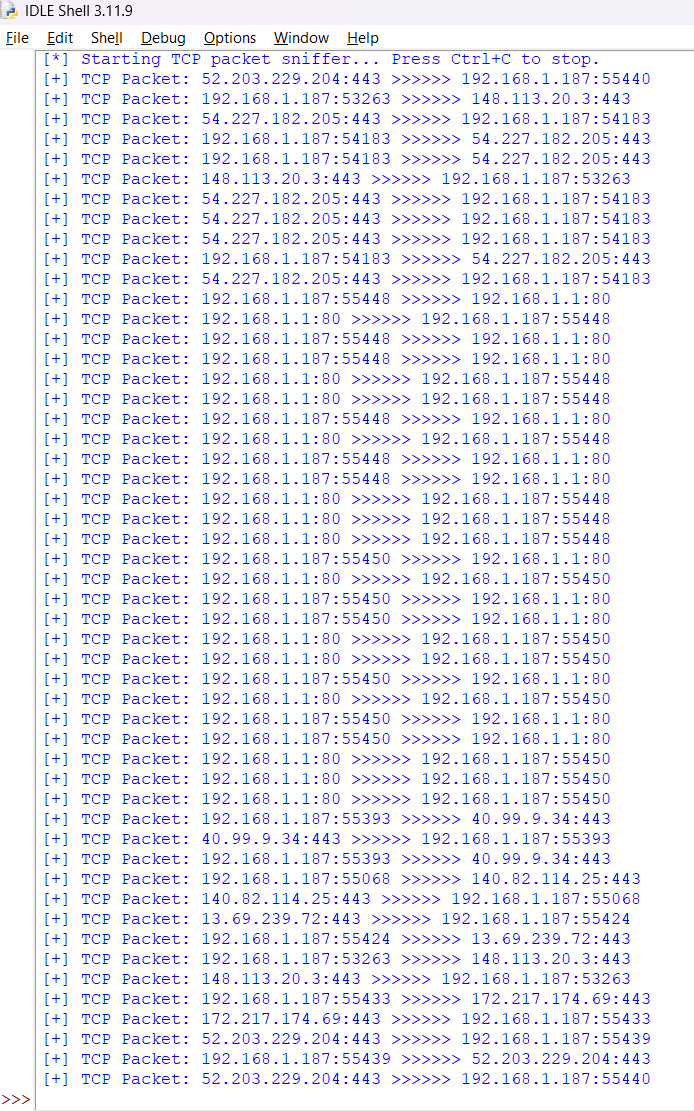 IDLE Shell 3.11.9
File Edit Shell Debug Options Window Help
[*] Starting TCP packet sniffer... Press Ctrl+C to stop.
[+] TCP Packet: 52.203.229.204:443 >>>>>> 192.168.1.187:55440
[+] TCP Packet: 192.168.1.187:53263 >>>>>> 148.113.20.3:443
[+] TCP Packet: 54.227.182.205:443 >>>>>> 192.168.1.187:54183
[+] TCP Packet: 192.168.1.187:54183 >>>>>> 54.227.182.205:443
[+] TCP Packet: 192.168.1.187:54183 >>>>>> 54.227.182.205:443
[+] TCP Packet: 148.113.20.3:443 >>>>>> 192.168.1.187:53263
[+] TCP Packet: 54.227.182.205:443 >>>>>> 192.168.1.187:54183
[+] TCP Packet: 54.227.182.205:443 >>>>>> 192.168.1.187:54183
[+] TCP Packet: 54.227.182.205:443 >>>>>> 192.168.1.187:54183
[+] TCP Packet: 192.168.1.187:54183 >>>>>> 54.227.182.205:443
[+] TCP Packet: 54.227.182.205:443 >>>>>> 192.168.1.187:54183
[+] TCP Packet: 192.168.1.187:55448 >>>>>> 192.168.1.1:80
[+] TCP Packet: 192.168.1.1:80 >>>>>> 192.168.1.187:55448
[+] TCP Packet: 192.168.1.187:55448 >>>>>> 192.168.1.1:80
[+] TCP Packet: 192.168.1.187:55448 >>>>>> 192.168.1.1:80
[+] TCP Packet: 192.168.1.1:80 >>>>>> 192.168.1.187:55448
[+] TCP Packet: 192.168.1.1:80 >>>>>> 192.168.1.187:55448
[+] TCP Packet: 192.168.1.187:55448 >>>>>> 192.168.1.1:80
[+] TCP Packet: 192.168.1.1:80 >>>>>> 192.168.1.187:55448
[+] TCP Packet: 192.168.1.187:55448 >>>>>> 192.168.1.1:80
[+] TCP Packet: 192.168.1.187:55448 >>>>>> 192.168.1.1:80
[+] TCP Packet: 192.168.1.1:80 >>>>>> 192.168.1.187:55448
[+] TCP Packet: 192.168.1.1:80 >>>>>> 192.168.1.187:55448
[+] TCP Packet: 192.168.1.1:80 >>>>>> 192.168.1.187:55448
[+] TCP Packet: 192.168.1.187:55450 >>>>>> 192.168.1.1:80
[+] TCP Packet: 192.168.1.1:80 >>>>>> 192.168.1.187:55450
[+] TCP Packet: 192.168.1.187:55450 >>>>>> 192.168.1.1:80
[+] TCP Packet: 192.168.1.187:55450 >>>>>> 192.168.1.1:80
[+] TCP Packet: 192.168.1.1:80 >>>>>> 192.168.1.187:55450
[+] TCP Packet: 192.168.1.1:80 >>>>>> 192.168.1.187:55450
[+] TCP Packet: 192.168.1.187:55450 >>>>>> 192.168.1.1:80
[+] TCP Packet: 192.168.1.1:80 >>>>>> 192.168.1.187:55450
[+] TCP Packet: 192.168.1.187:55450 >>>>>> 192.168.1.1:80
[+] TCP Packet: 192.168.1.187:55450 >>>>>> 192.168.1.1:80
[+] TCP Packet: 192.168.1.1:80 >>>>>> 192.168.1.187:55450
[+] TCP Packet: 192.168.1.1:80 >>>>>> 192.168.1.187:55450
[+] TCP Packet: 192.168.1.1:80 >>>>>> 192.168.1.187:55450
[+] TCP Packet: 192.168.1.187:55393 >>>>>> 40.99.9.34:443
[+] TCP Packet: 40.99.9.34:443 >>>>>> 192.168.1.187:55393
[+] TCP Packet: 192.168.1.187:55393 >>>>>> 40.99.9.34:443
[+] TCP Packet: 192.168.1.187:55068 >>>>>> 140.82.114.25:443
[+] TCP Packet: 140.82.114.25:443 >>>>>> 192.168.1.187:55068
[+] TCP Packet: 13.69.239.72:443 >>>>>> 192.168.1.187:55424
[+] TCP Packet: 192.168.1.187:55424 >>>>>> 13.69.239.72:443
[+] TCP Packet: 192.168.1.187:53263 >>>>>> 148.113.20.3:443
[+] TCP Packet: 148.113.20.3:443 >>>>>> 192.168.1.187:53263
[+] TCP Packet: 192.168.1.187:55433 >>>>>> 172.217.174.69:443
[+] TCP Packet: 172.217.174.69:443 >>>>>> 192.168.1.187:55433
[+] TCP Packet: 52.203.229.204:443 >>>>>> 192.168.1.187:55439
[+] TCP Packet: 192.168.1.187:55439 >>>>>> 52.203.229.204:443
[+] TCP Packet: 52.203.229.204:443 >>>>>> 192.168.1.187:55440
>>>